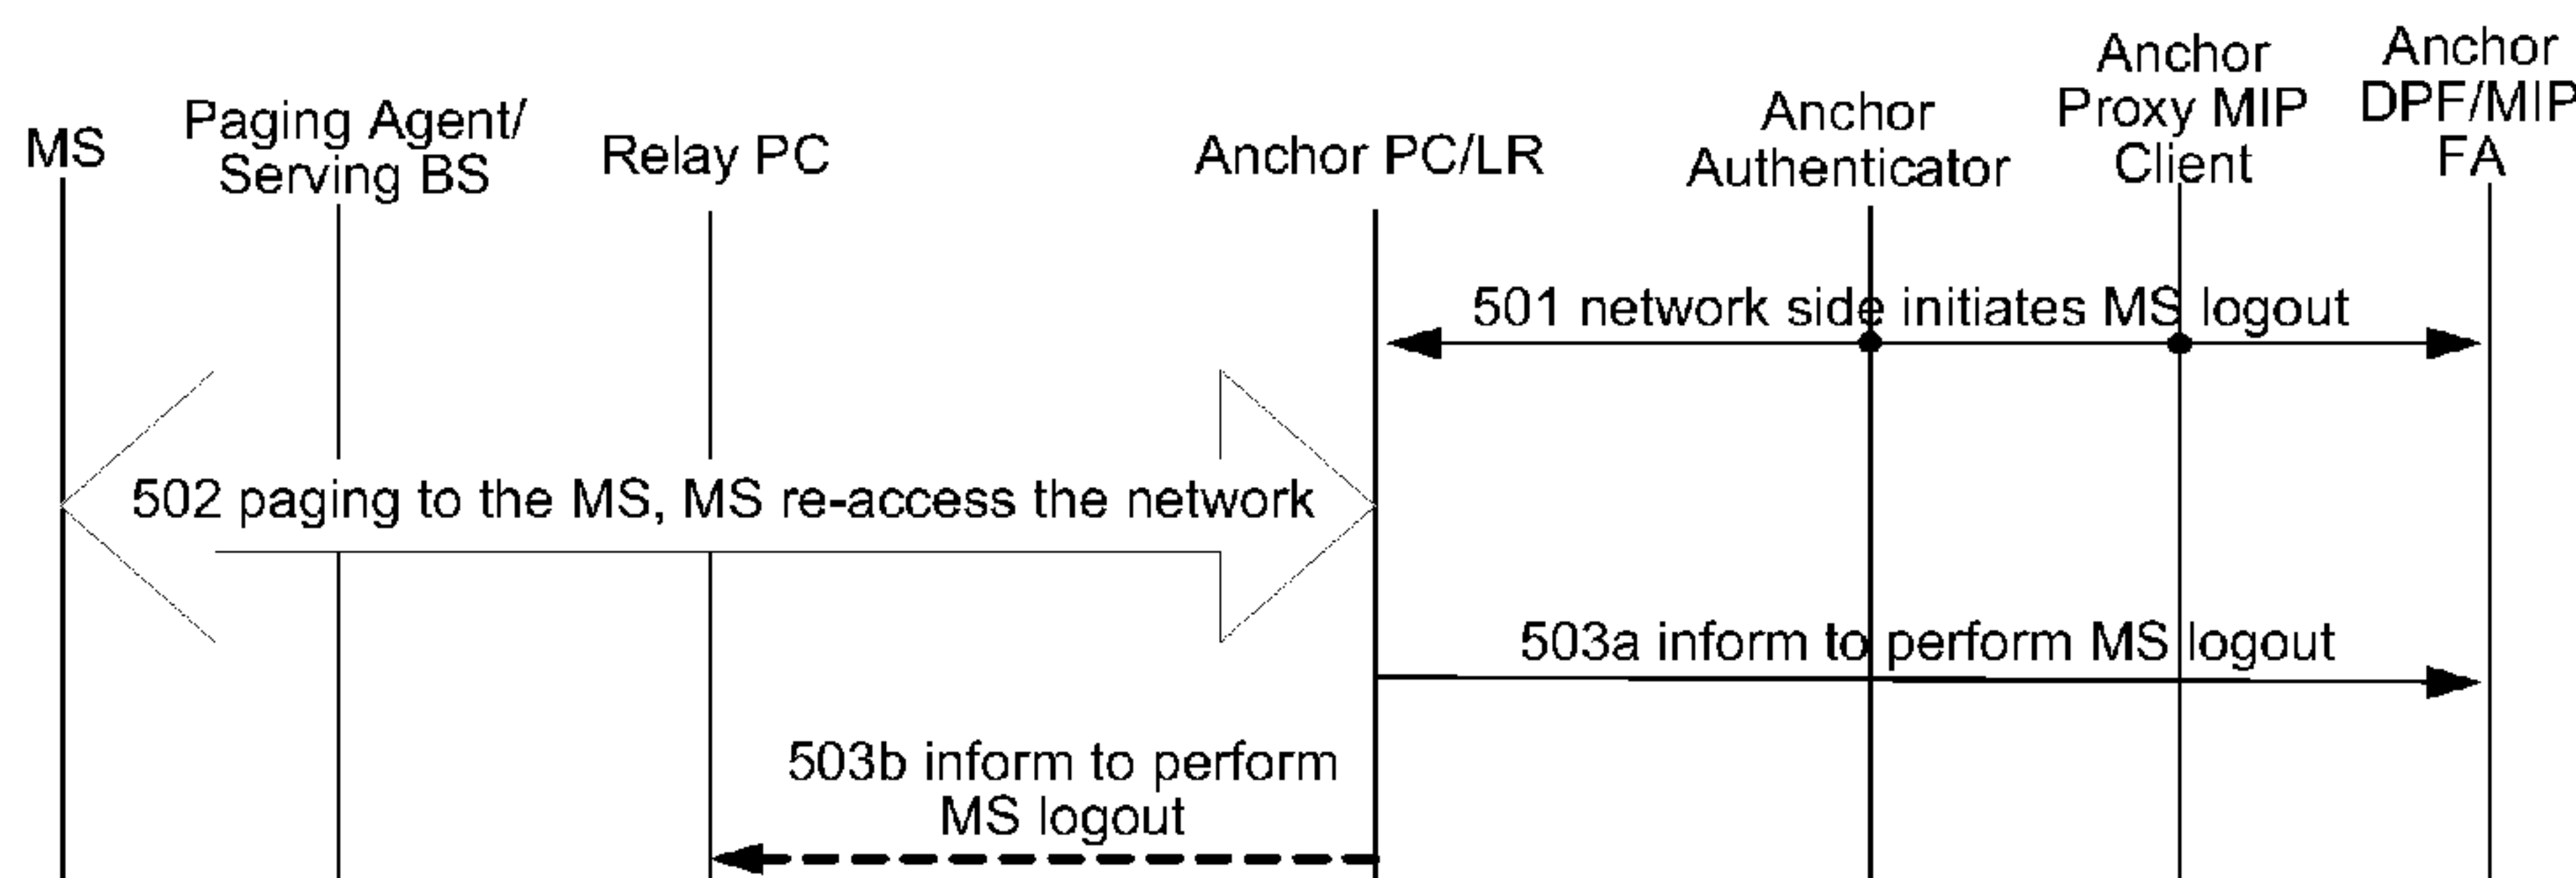 MS
Paging Agent/
Serving BS
Relay PC
Anchor PC/LR
Anchor
Authenticator
Anchor
Proxy MIP
Client
Anchor
DPF/MIP
FA
501 network side initiates MS logout
502 paging to the MS, MS re-access the network
503a inform to perform MS logout
503b inform to perform
MS logout